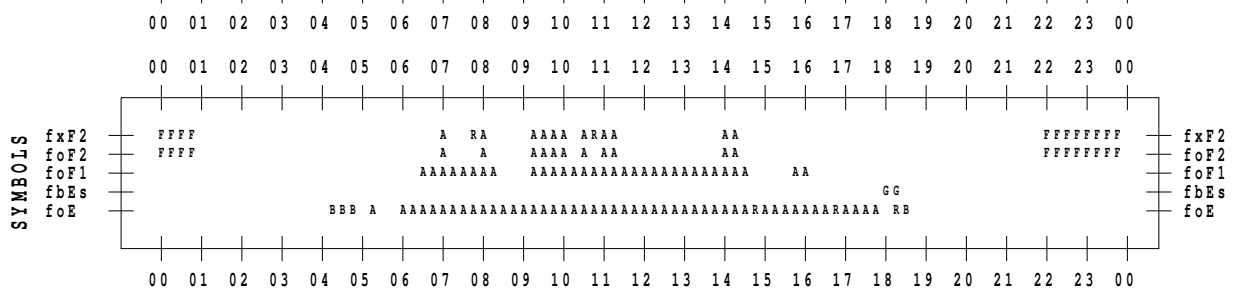 00 01 02 03 04 05 06 07 08 09 10 11 12 13 14 15 16 17 18 19 20 21 22 23 00
00 01 02 03 04 05 06 07 08 09 10 11 12 13 14 15 16 17 18 19 20 21 22 23 00
SYMBOLS
fxF2 FFFF A RA AAAA ARAA AA FFFFFFFF fxF2
foF2 FFFF A A AAAA A AA AA FFFFFFFF foF2
foF1 AAAAAAAA AAAAAAAAAAAAAAAAAAAAAA AA foF1
fbEs GG fbEs
foE BBB A AAAAAAAAAAAAAAAAAAAAAAAAAAAAAAAAAAARAAAAAAARAAAA RB foE
00 01 02 03 04 05 06 07 08 09 10 11 12 13 14 15 16 17 18 19 20 21 22 23 00